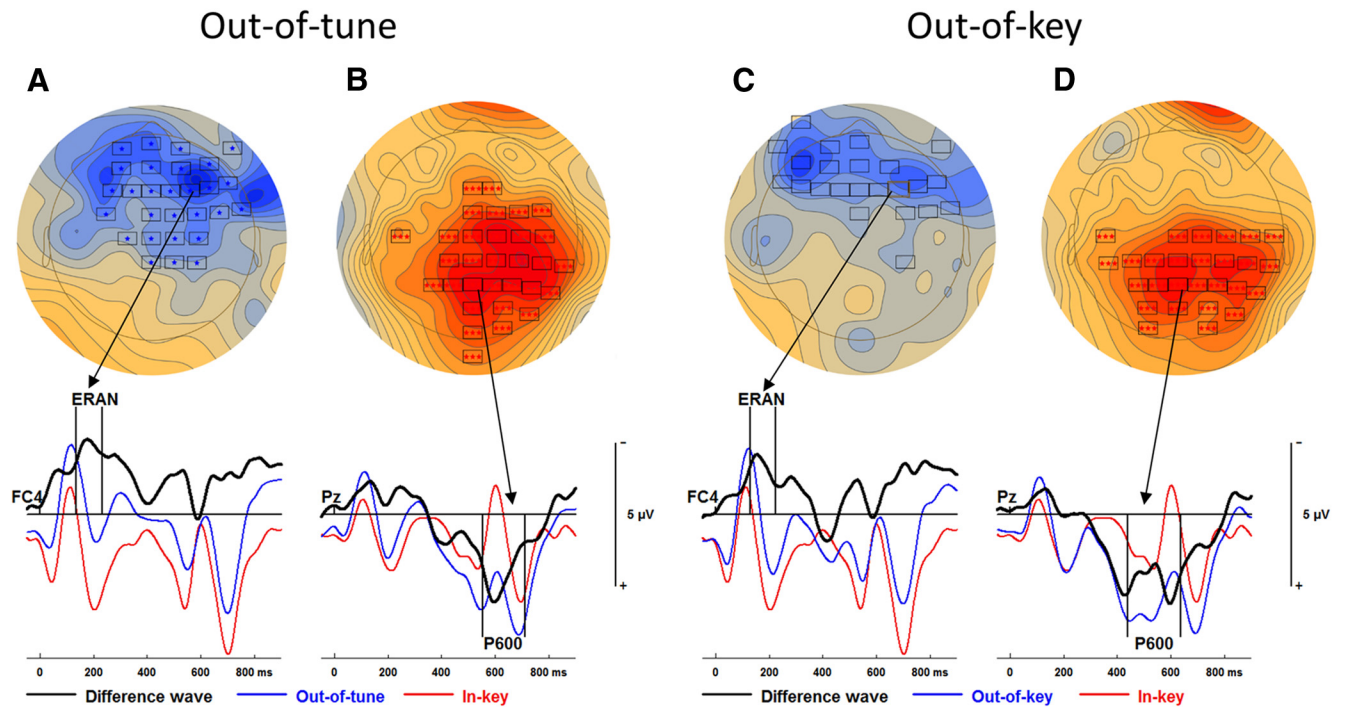 Out-of-tune Out-of-key
A B C D
ERAN ERAN
FC4 Pz FC4 Pz
−
5 μV
+
−
5 μV
+
P600 P600
0 200 400 600 800 ms 0 200 400 600 800 ms 0 200 400 600 800 ms 0 200 400 600 800 ms
Difference wave Out-of-tune In-key Difference wave Out-of-key In-key